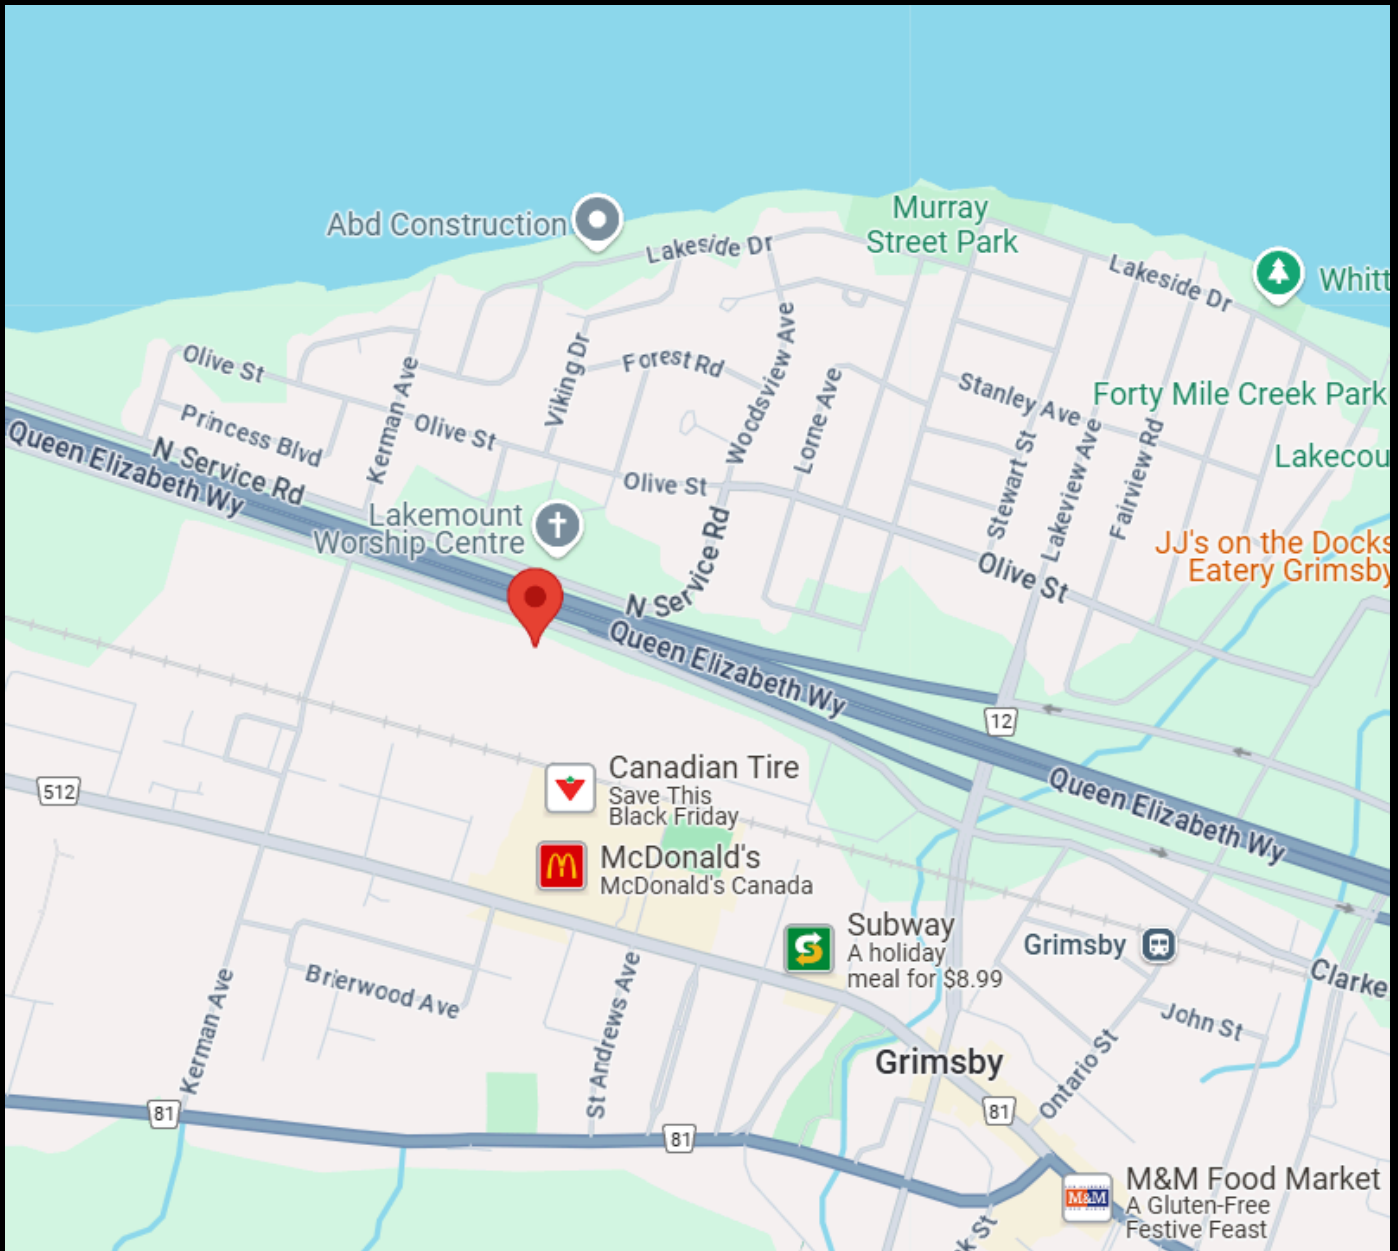 Murray
Street Park
Abd Construction
Lakeside Dr
Lakeside Dr
Whitt
Olive St
Viking Dr
Forest Rd
Woodsview Ave
Kerman Ave
Lorne Ave
Stanley Ave
Forty Mile Creek Park
Princess Blvd
Olive St
Stewart St
Lakeview Ave
Fairview Rd
Lakecou
N Service Rd
Queen Elizabeth Wy
Olive St
Lakemount
Worship Centre
N Service Rd
JJ's on the Docks
Eatery Grimsby
Olive St
Queen Elizabeth Wy
12
Queen Elizabeth Wy
512
Canadian Tire
Save This
Black Friday
McDonald's
McDonald's Canada
Subway
A holiday
meal for $8.99
Grimsby
Clarke
Brierwood Ave
Kerman Ave
St Andrews Ave
John St
Ontario St
Grimsby
81
81
81
M&M
M&M Food Market
A Gluten-Free
Festive Feast
k St